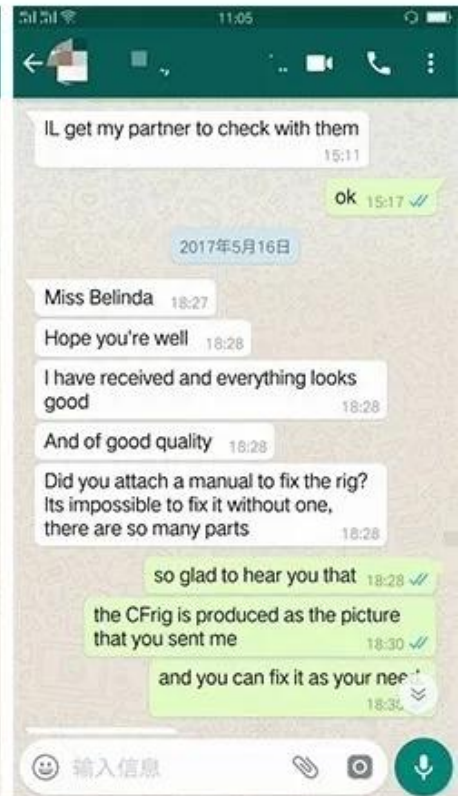 11:05
IL get my partner to check with them
15:11
ok 15:17
2017年5月16日
Miss Belinda 18:27
Hope you're well 18:28
I have received and everything looks
good
18:28
And of good quality 18:28
Did you attach a manual to fix the rig?
Its impossible to fix it without one,
there are so many parts
18:28
so glad to hear you that 18:28
the CFrig is produced as the picture
that you sent me
18:30
and you can fix it as your need
输入信息